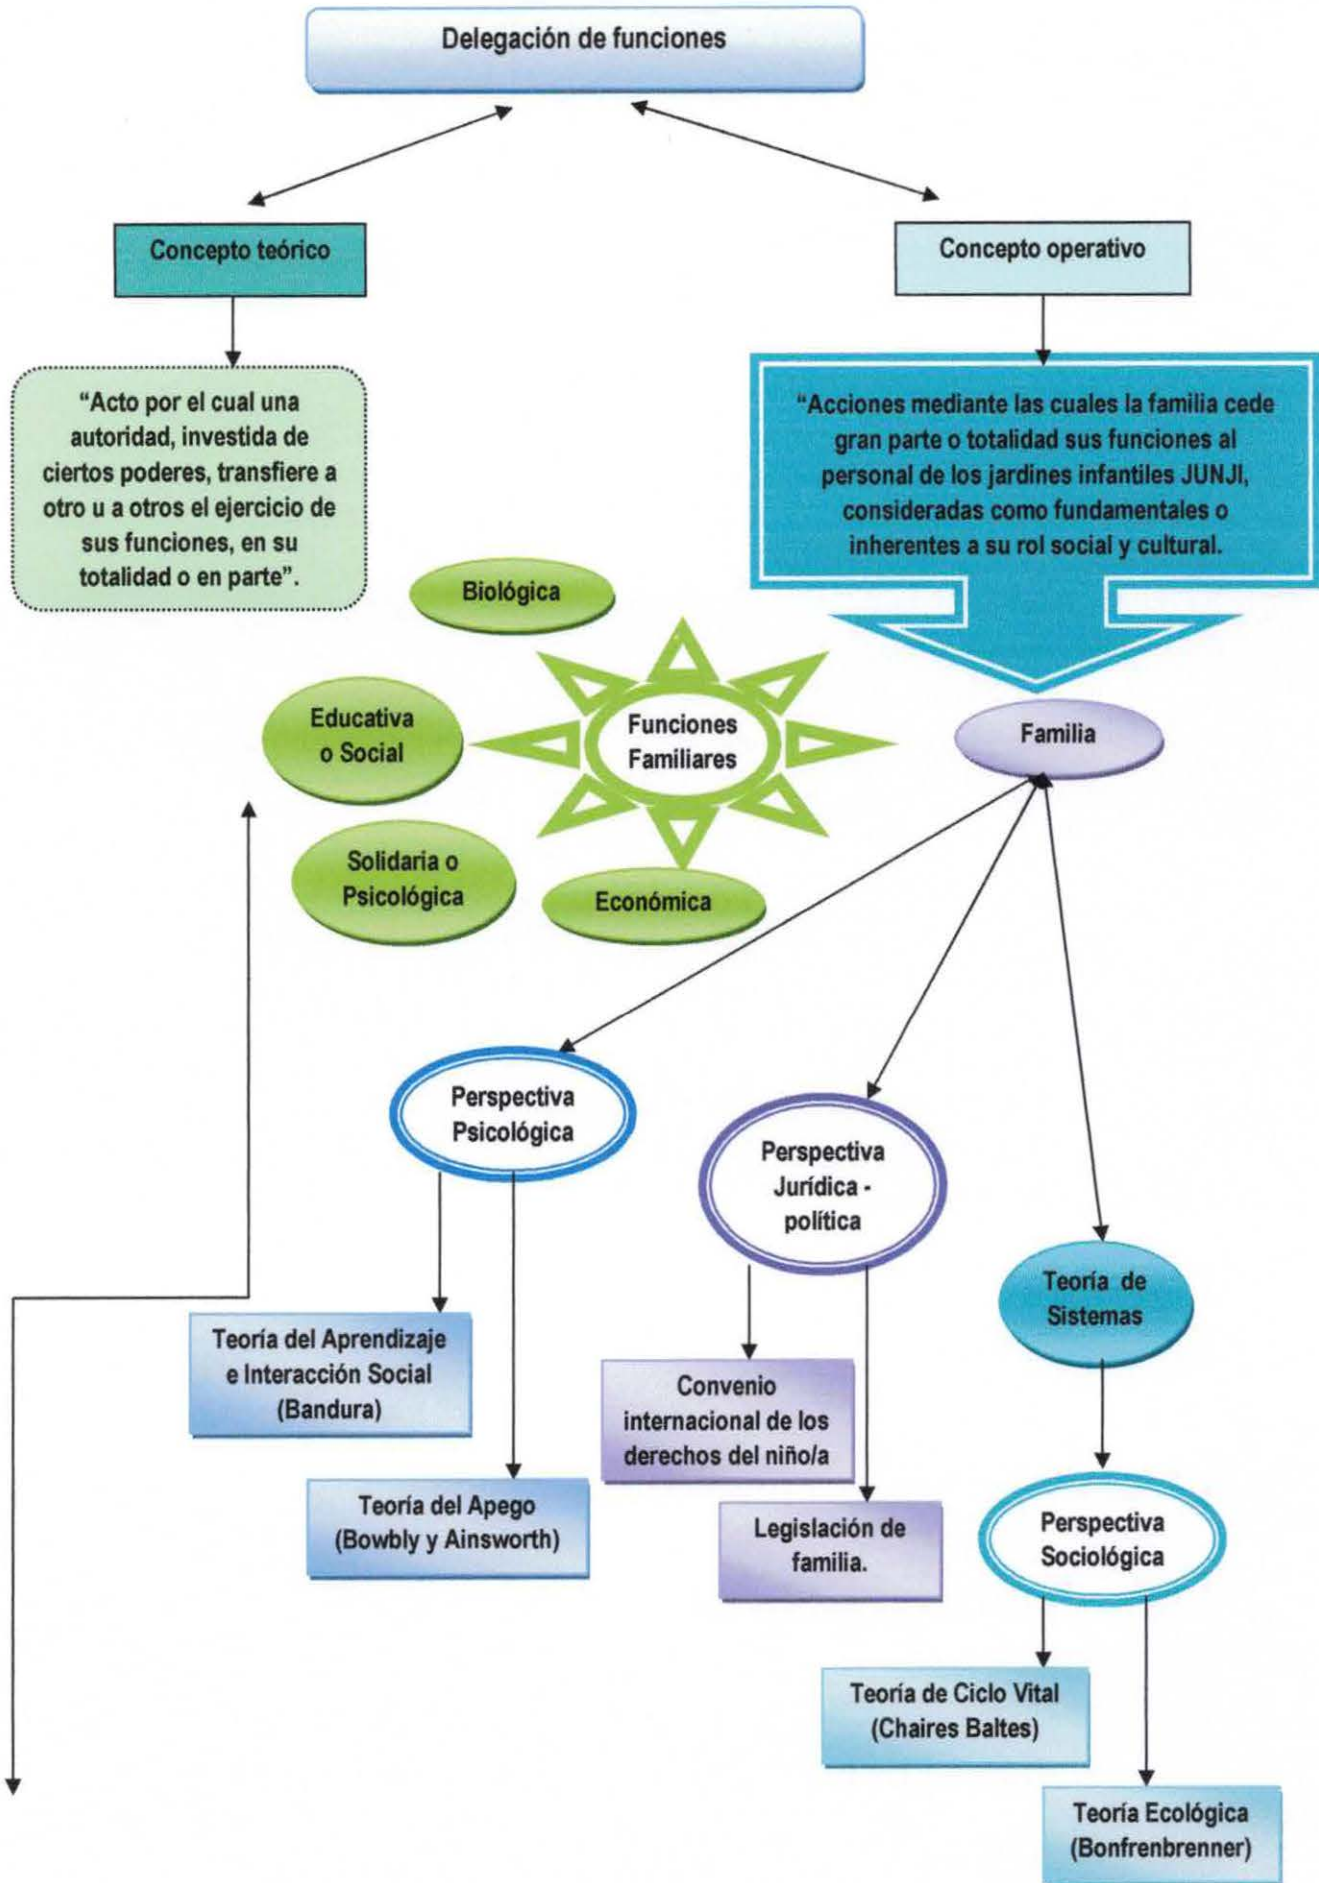 Delegación de funciones
Concepto teórico
Concepto operativo
“Acto por el cual una
autoridad, investida de
ciertos poderes, transfiere a
otro u a otros el ejercicio de
sus funciones, en su
totalidad o en parte”.
“Acciones mediante las cuales la familia cede
gran parte o totalidad sus funciones al
personal de los jardines infantiles JUNJI,
consideradas como fundamentales o
inherentes a su rol social y cultural.
Biológica
Educativa
o Social
Funciones
Familiares
Familia
Solidaria o
Psicológica
Económica
Perspectiva
Psicológica
Perspectiva
Jurídica -
política
Teoría de
Sistemas
Teoría del Aprendizaje
e Interacción Social
(Bandura)
Convenio
internacional de los
derechos del niño/a
Teoría del Apego
(Bowbly y Ainsworth)
Legislación de
familia.
Perspectiva
Sociológica
Teoría de Ciclo Vital
(Chaires Baltes)
Teoría Ecológica
(Bonfrenbrenner)